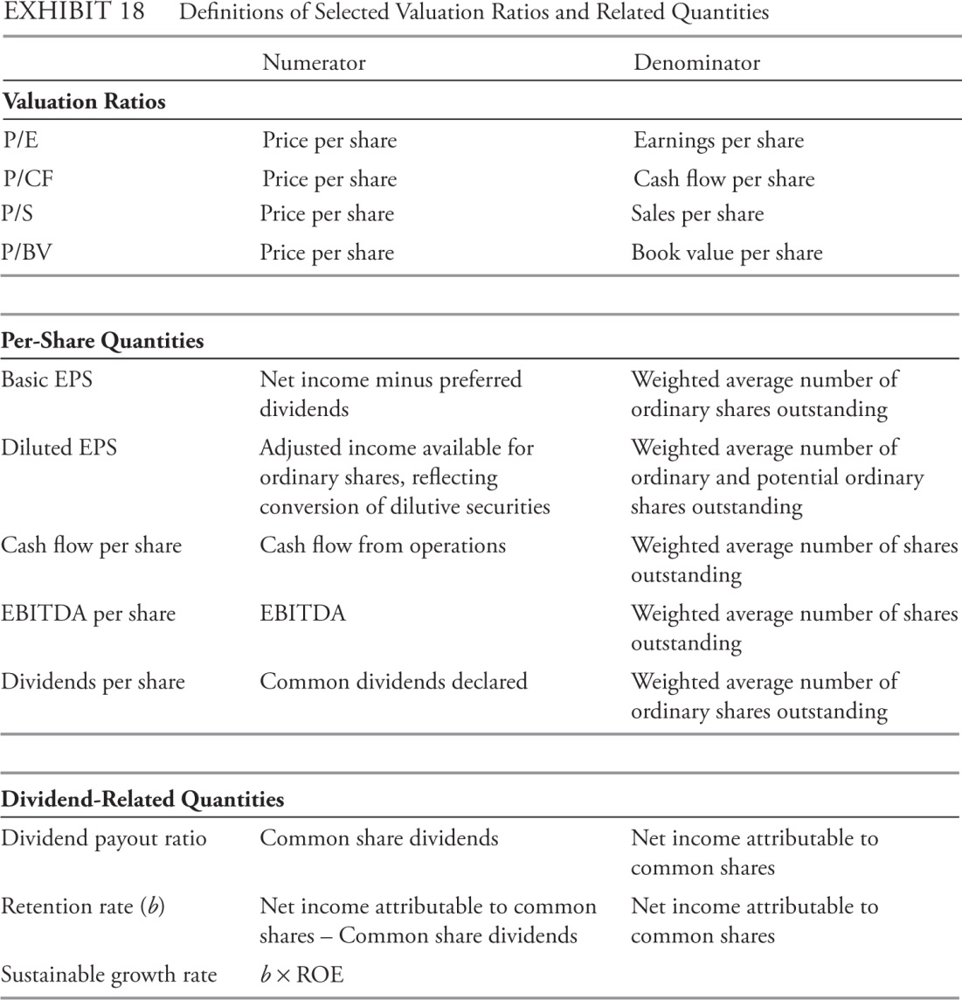 EXHIBIT 18 Definitions of Selected Valuation Ratios and Related Quantities
Numerator Denominator
Valuation Ratios
P/E Price per share Earnings per share
P/CF Price per share Cash flow per share
P/S Price per share Sales per share
P/BV Price per share Book value per share
Per-Share Quantities
Basic EPS Net income minus preferred Weighted average number of
dividends ordinary shares outstanding
Diluted EPS Adjusted income available for Weighted average number of
ordinary shares, reflecting ordinary and potential ordinary
conversion of dilutive securities shares outstanding
Cash flow per share Cash flow from operations Weighted average number of shares
outstanding
EBITDA per share EBITDA Weighted average number of shares
outstanding
Dividends per share Common dividends declared Weighted average number of
ordinary shares outstanding
Dividend-Related Quantities
Dividend payout ratio Common share dividends Net income attributable to
common shares
Retention rate (b) Net income attributable to common Net income attributable to
shares – Common share dividends common shares
Sustainable growth rate b × ROE